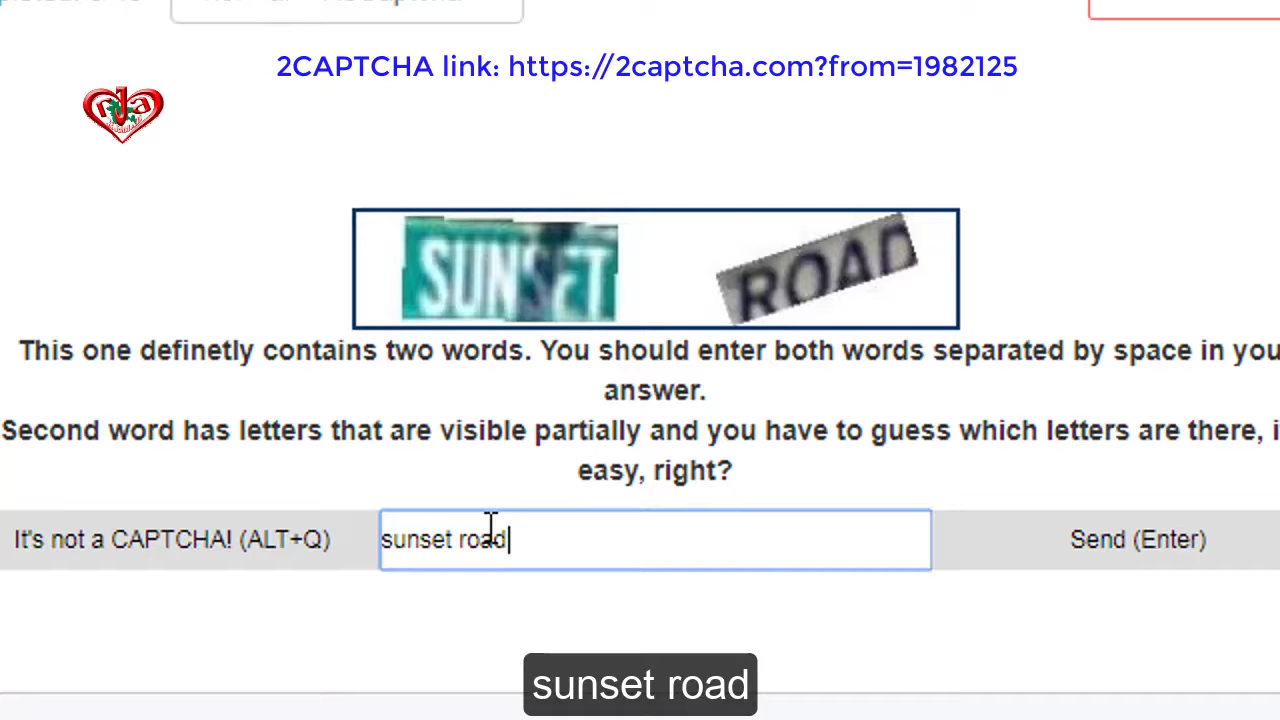 2CAPTCHA link: https://2captcha.com?from=1982125
rJa
SUNSET ROAD
This one definetly contains two words. You should enter both words separated by space in you
answer.
Second word has letters that are visible partially and you have to guess which letters are there, i
easy, right?
It's not a CAPTCHA! (ALT+Q)
sunset road
Send (Enter)
sunset road